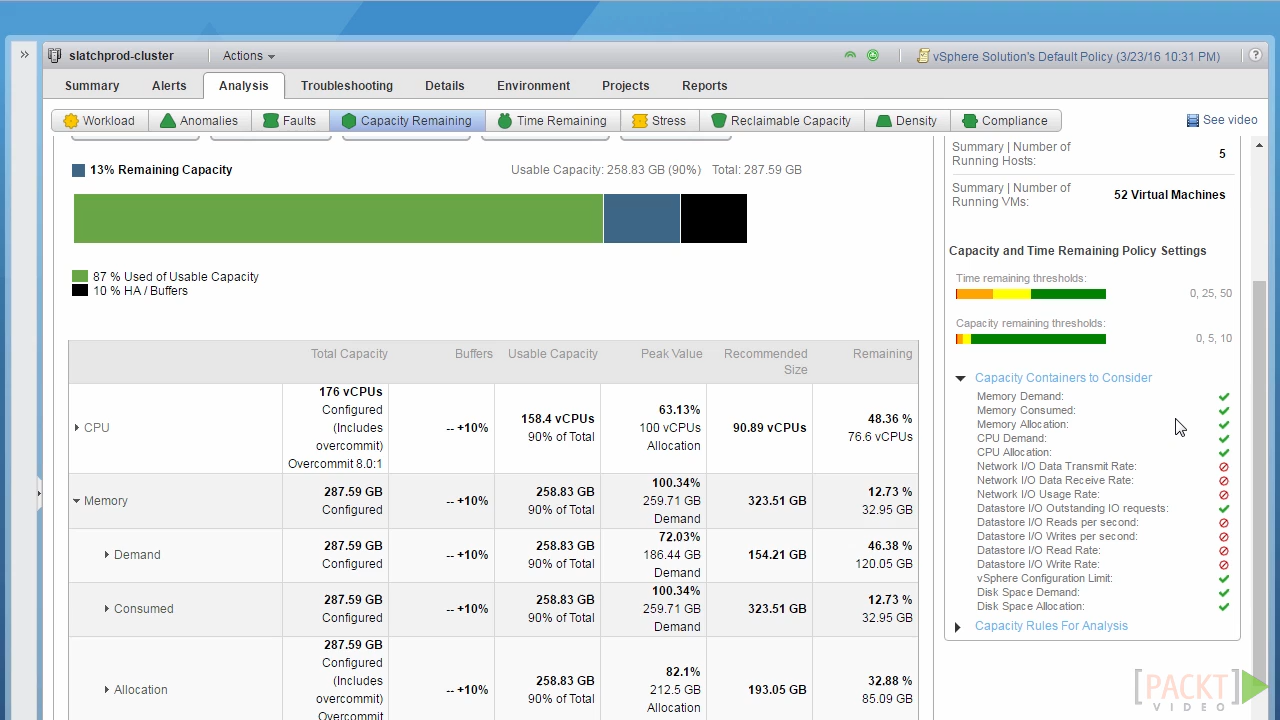 »
slatchprod-cluster
Actions
vSphere Solution's Default Policy (3/23/16 10:31 PM)
?
Summary
Alerts
Analysis
Troubleshooting
Details
Environment
Projects
Reports
Workload
Anomalies
Faults
Capacity Remaining
Time Remaining
Stress
Reclaimable Capacity
Density
Compliance
See video
13% Remaining Capacity
Usable Capacity: 258.83 GB (90%) Total: 287.59 GB
87 % Used of Usable Capacity
10 % HA / Buffers
Total Capacity
Buffers
Usable Capacity
Peak Value
Recommended
Size
Remaining
CPU
176 vCPUs
Configured
(Includes
overcommit)
Overcommit 8.0:1
-- +10%
158.4 vCPUs
90% of Total
63.13%
100 vCPUs
Allocation
90.89 vCPUs
48.36 %
76.6 vCPUs
Memory
287.59 GB
Configured
-- +10%
258.83 GB
90% of Total
100.34%
259.71 GB
Demand
323.51 GB
12.73 %
32.95 GB
Demand
287.59 GB
Configured
-- +10%
258.83 GB
90% of Total
72.03%
186.44 GB
Demand
154.21 GB
46.38 %
120.05 GB
Consumed
287.59 GB
Configured
-- +10%
258.83 GB
90% of Total
100.34%
259.71 GB
Demand
323.51 GB
12.73 %
32.95 GB
Allocation
287.59 GB
Configured
(Includes
overcommit)
Overcommit
-- +10%
258.83 GB
90% of Total
82.1%
212.5 GB
Allocation
193.05 GB
32.88 %
85.09 GB
Summary | Number of
Running Hosts:
5
Summary | Number of
Running VMs:
52 Virtual Machines
Capacity and Time Remaining Policy Settings
Time remaining thresholds:
0, 25, 50
Capacity remaining thresholds:
0, 5, 10
Capacity Containers to Consider
Memory Demand:
Memory Consumed:
Memory Allocation:
CPU Demand:
CPU Allocation:
Network I/O Data Transmit Rate:
Network I/O Data Receive Rate:
Network I/O Usage Rate:
Datastore I/O Outstanding IO requests:
Datastore I/O Reads per second:
Datastore I/O Writes per second:
Datastore I/O Read Rate:
Datastore I/O Write Rate:
vSphere Configuration Limit:
Disk Space Demand:
Disk Space Allocation:
Capacity Rules For Analysis
[PACKT]
VIDEO